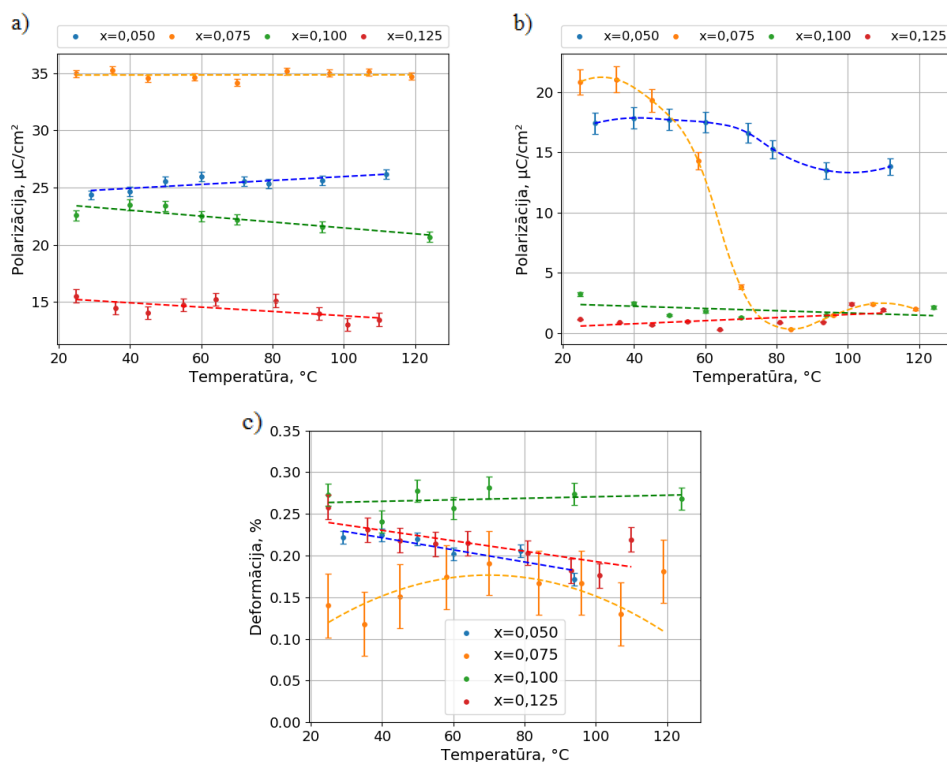 a)
x=0,050 x=0,075 x=0,100 x=0,125
35
30
25
20
15
Polarizācija, µC/cm²
20 40 60 80 100 120
Temperatūra, °C
b)
x=0,050 x=0,075 x=0,100 x=0,125
20
15
10
5
0
Polarizācija, µC/cm²
20 40 60 80 100 120
Temperatūra, °C
c)
0.35
0.30
0.25
0.20
0.15
0.10
0.05
0.00
Deformācija, %
x=0,050
x=0,075
x=0,100
x=0,125
20 40 60 80 100 120
Temperatūra, °C